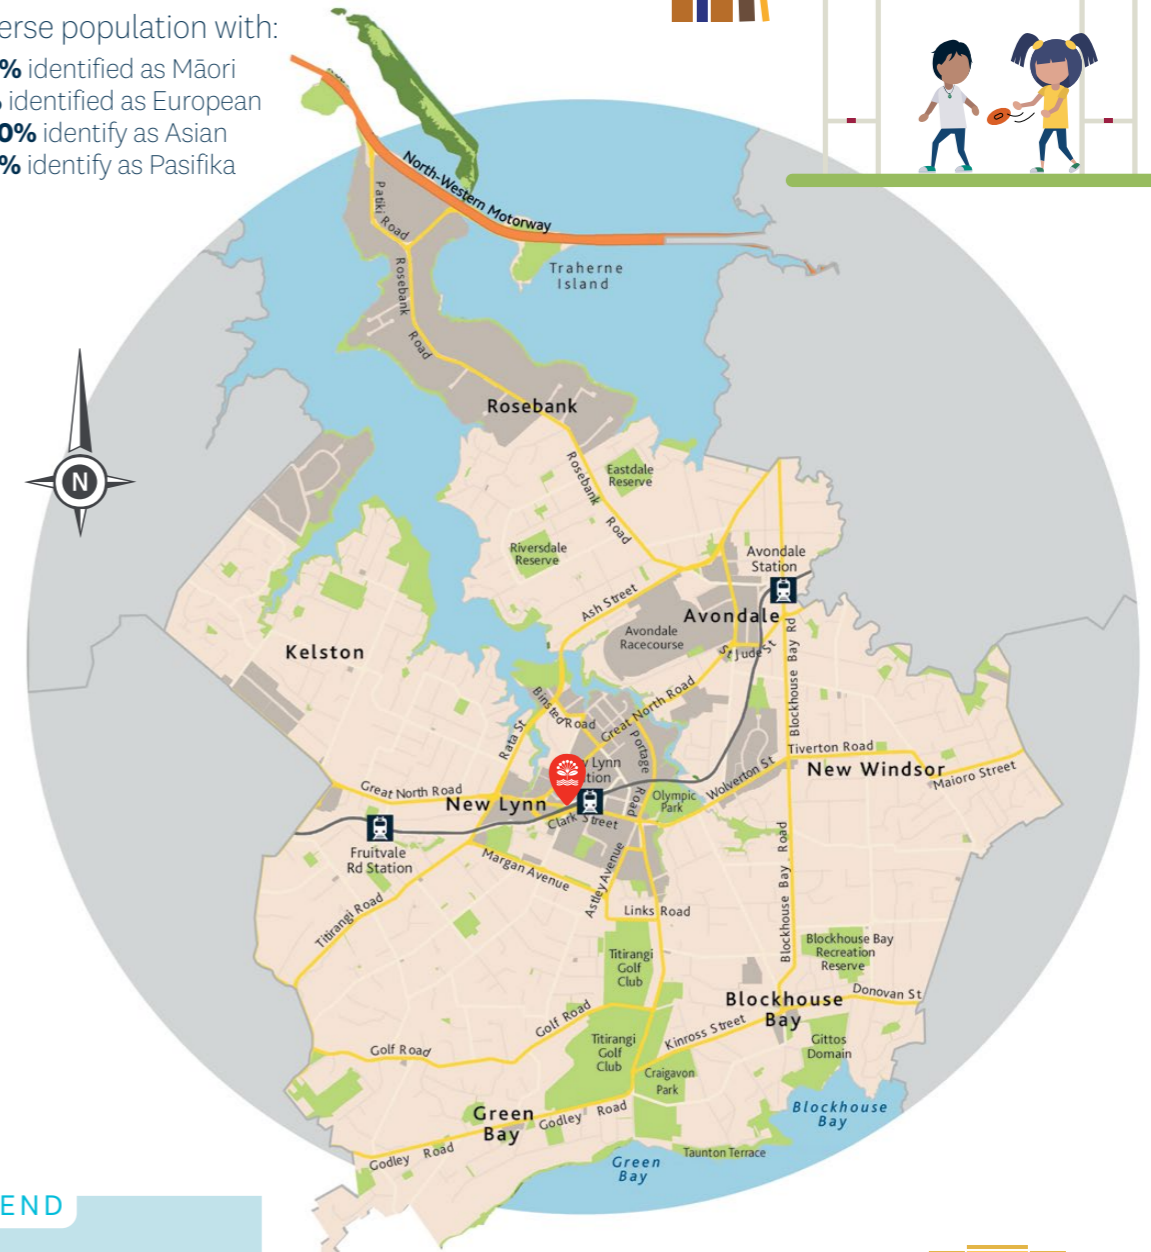 erse population with:
% identified as Māori
identified as European
0% identify as Asian
% identify as Pasifika
North-Western Motorway
Patiki Road
Traherne
Island
Rosebank
Road
Rosebank
N
Rosebank
Road
Eastdale
Reserve
Riversdale
Reserve
Avondale
Station
Ash Street
Avondale
Avondale
Racecourse
St Jude St
Blockhouse Bay Rd
Kelston
Binsted Road
Great North Road
Rata St
Portage Road
Lynn
Tiverton Road
New Windsor
Maioro Street
Wolverton St
Great North Road
New Lynn
Olympic
Park
Clark Street
Fruitvale
Rd Station
Margan Avenue
Astley Avenue
Blockhouse Bay Road
Titirangi Road
Links Road
Titirangi
Golf
Club
Blockhouse Bay
Recreation
Reserve
Donovan St
Blockhouse
Bay
Golf Road
Kinross Street
Golf Road
Titirangi
Golf
Club
Gittos
Domain
Craigavon
Park
Green
Bay
Godley Road
Blockhouse
Bay
Godley Road
Green
Bay
Taunton Terrace
END